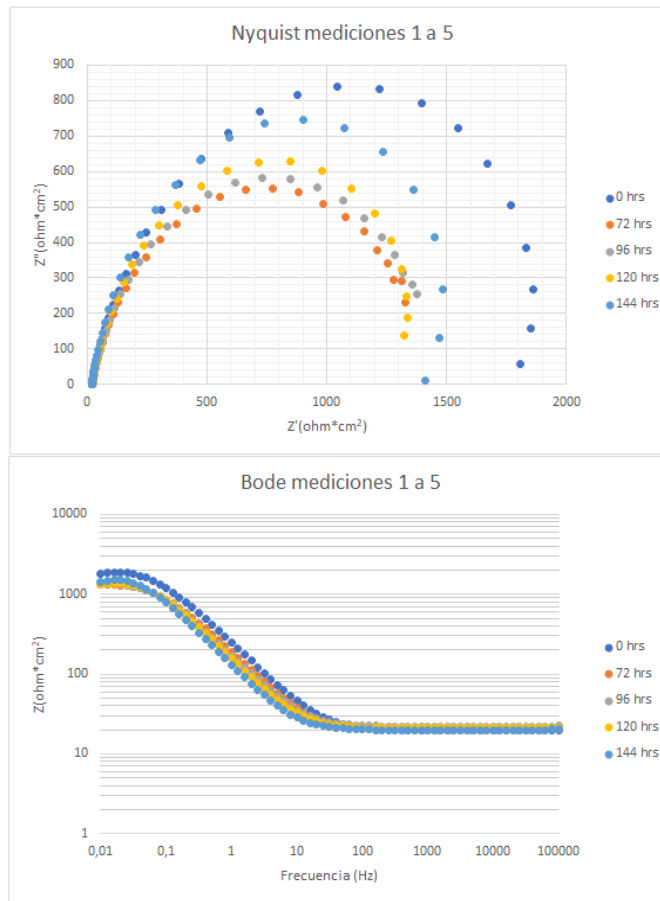 Nyquist mediciones 1 a 5
900
800
700
600
500
400
300
200
100
0
Z"(ohm*cm²)
0 500 1000 1500 2000
Z'(ohm*cm²)
0 hrs
72 hrs
96 hrs
120 hrs
144 hrs
Bode mediciones 1 a 5
10000
1000
100
10
1
Z(ohm*cm²)
0,01 0,1 1 10 100 1000 10000 100000
Frecuencia (Hz)
0 hrs
72 hrs
96 hrs
120 hrs
144 hrs